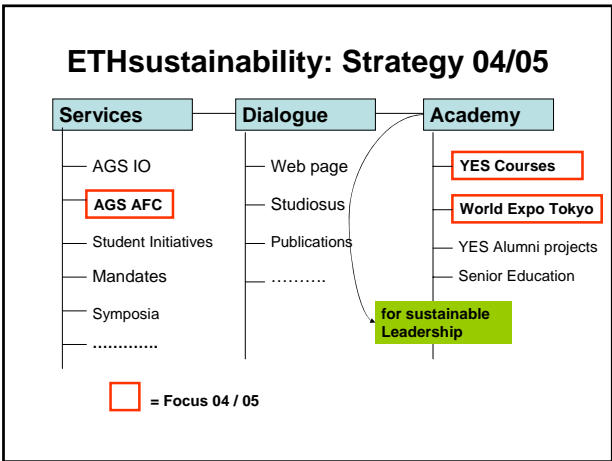 ETHsustainability: Strategy 04/05
Services
AGS IO
AGS AFC
Student Initiatives
Mandates
Symposia
………….
Dialogue
Web page
Studiosus
Publications
……….
Academy
YES Courses
World Expo Tokyo
YES Alumni projects
Senior Education
for sustainable
Leadership
= Focus 04 / 05